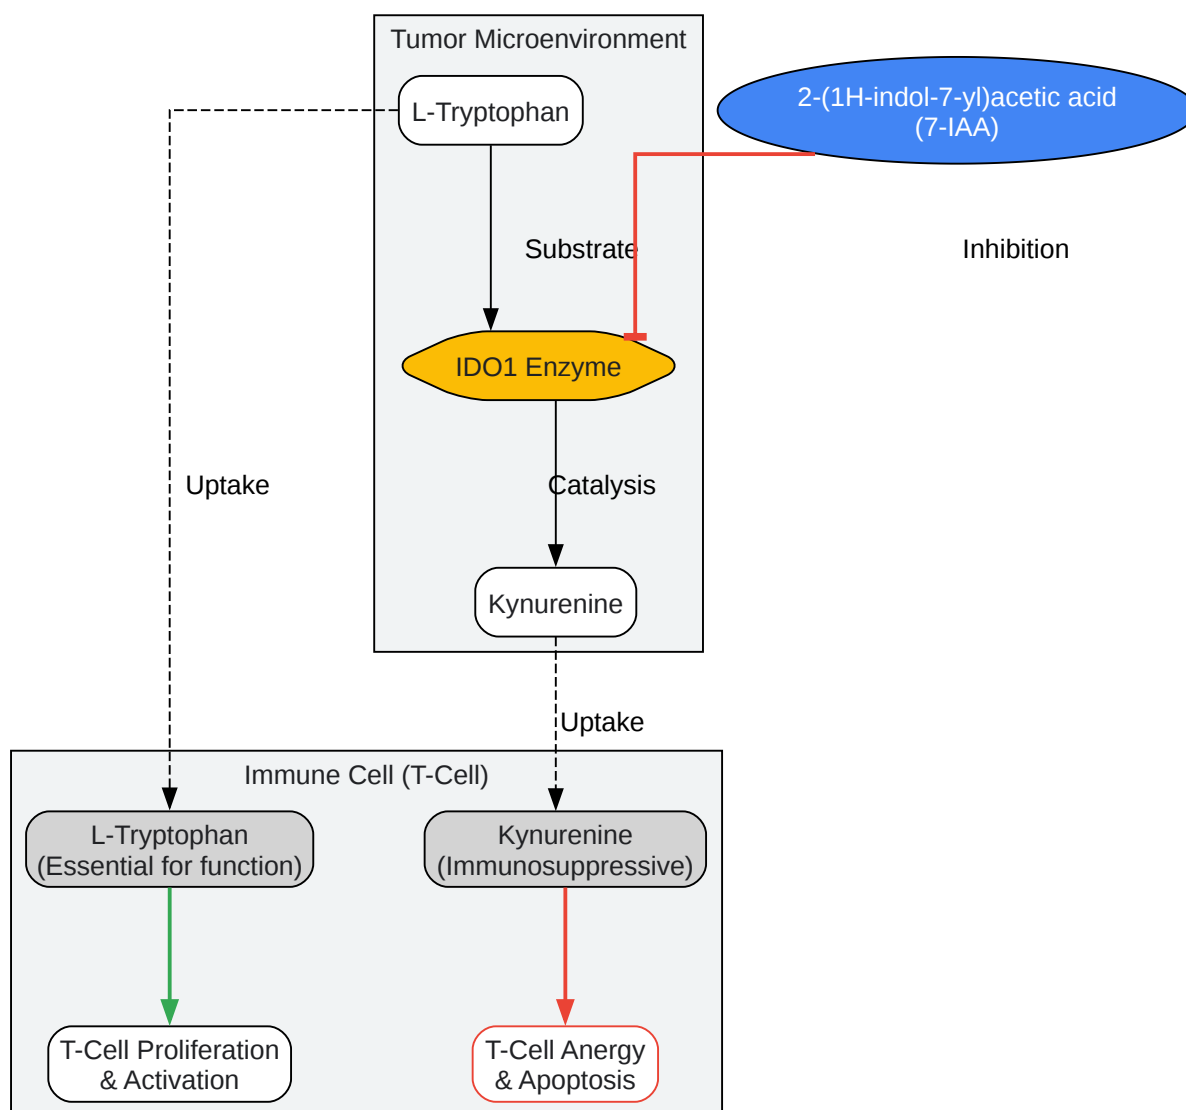 Tumor Microenvironment
L-Tryptophan
2-(1H-indol-7-yl)acetic acid
(7-IAA)
Substrate
Inhibition
IDO1 Enzyme
Uptake
Catalysis
Kynurenine
Uptake
Immune Cell (T-Cell)
L-Tryptophan
(Essential for function)
Kynurenine
(Immunosuppressive)
T-Cell Proliferation
& Activation
T-Cell Anergy
& Apoptosis